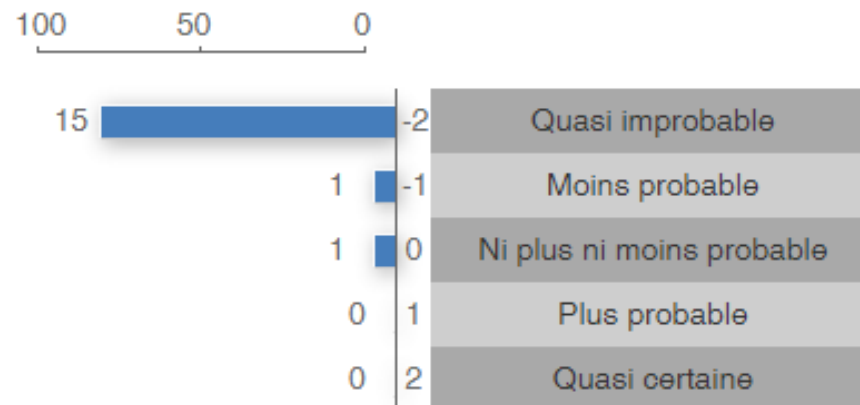 100 50 0
15 -2 Quasi improbable
1 -1 Moins probable
1 0 Ni plus ni moins probable
0 1 Plus probable
0 2 Quasi certaine